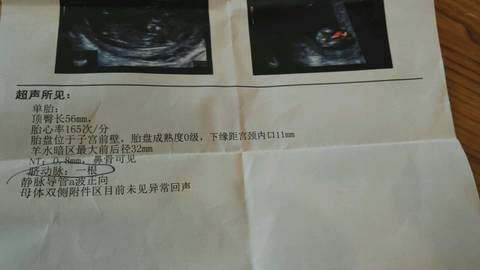 超声所见：
单胎：
顶臀长56mm，
胎心率165次/分
胎盘位于子宫前壁，胎盘成熟度0级，下缘距宫颈内口11mm
羊水暗区最大前后径32mm
NT：0.8mm，鼻骨可见
脐动脉：一根
静脉导管a波正向
母体双侧附件区目前未见异常回声